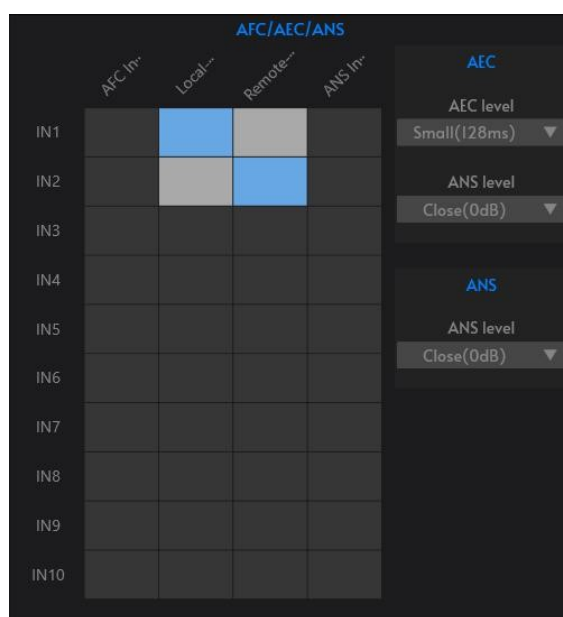 AFC/AEC/ANS
AFC In..
Local-..
Remote-..
ANS In..
IN1
IN2
IN3
IN4
IN5
IN6
IN7
IN8
IN9
IN10
AEC
AEC level
Small(128ms)
ANS level
Close(0dB)
ANS
ANS level
Close(0dB)